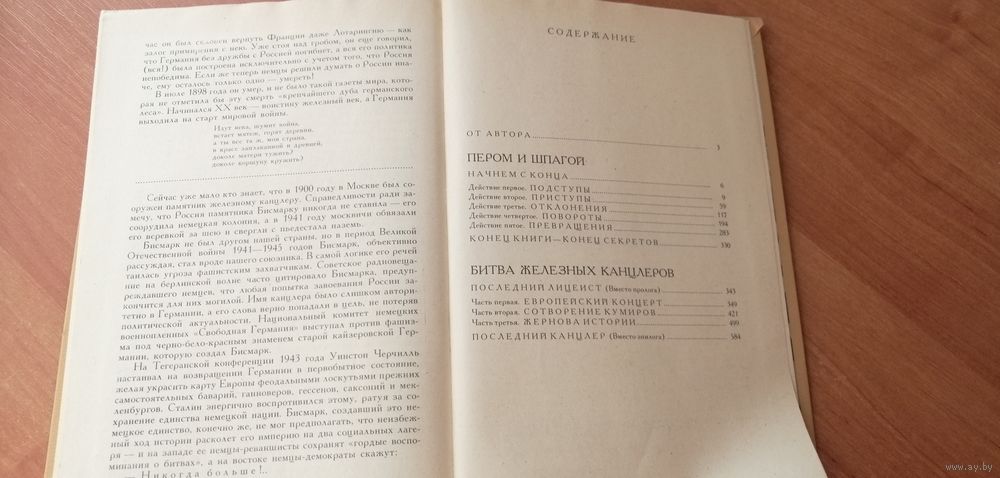 час он был склонен вернуть Франции даже Лотарингию — как
залог примирения с нею. Уже стоя над гробом, он еще говорил,
что Германия без дружбы с Россией погибнет, а вся его политика
(вся!) была построена исключительно с учетом того, что Россия
непобедима. Если же теперь немцы решили думать о России ина-
че, ему осталось только одно — умереть!
В июле 1898 года он умер, и не было такой газеты мира, кото-
рая не отметила бы эту смерть «крепчайшего дуба германского
леса». Начинался XX век — воистину железный век, а Германия
выходила на старт мировой войны.
Идут века, шумит война,
встает мятеж, горят деревни,
а ты все та ж, моя страна,
в красе заплаканной и древней,
доколе матери тужить?
доколе коршуну кружить?
Сейчас уже мало кто знает, что в 1900 году в Москве был со-
оружен памятник железному канцлеру. Справедливости ради за-
мечу, что Россия памятника Бисмарку никогда не ставила — его
соорудила немецкая колония, а в 1941 году москвичи обвязали
его веревкой за шею и свергли с пьедестала наземь.
Бисмарк не был другом нашей страны, но в период Великой
Отечественной войны 1941—1945 годов Бисмарк, объективно
рассуждая, стал вроде нашего союзника. В самой логике его речей
таилась угроза фашистским захватчикам. Советское радиовеща-
на берлинской волне часто цитировало Бисмарка, предуп-
реждавшего немцев, что любая попытка завоевания России за-
кончится для них могилой. Имя канцлера было слишком автори-
тетно в Германии, а его слова верно попадали в цель, не потеряв
политической актуальности. Национальный комитет немецких
военнопленных «Свободная Германия» выступал против фашиз-
ма под черно-бело-красным знаменем старой кайзеровской Гер-
мании, которую создал Бисмарк.
На Тегеранской конференции 1943 года Уинстон Черчилль
настаивал на возвращении Германии в первобытное состояние,
желая украсить карту Европы феодальными лоскутьями прежних
самостоятельных баварий, ганноверов, гессенов, саксоний и мек-
ленбургов. Сталин энергично воспротивился этому, ратуя за со-
хранение единства немецкой нации. Бисмарк, создавший это не-
мецкое единство, конечно же, не мог предполагать, что неизбеж-
ный ход истории расколет его империю на два социальных лаге-
ря — и на западе ее немцы-реваншисты сохранят «гордые воспо-
минания о битвах», а на востоке немцы-демократы скажут:
— Никогда больше!..
СОДЕРЖАНИЕ
ОТ АВТОРА 3
ПЕРОМ И ШПАГОЙ
НАЧНЕМ С КОНЦА 6
Действие первое. ПОДСТУПЫ 9
Действие второе. ПРИСТУПЫ 59
Действие третье. ОТКЛОНЕНИЯ 117
Действие четвертое. ПОВОРОТЫ 194
Действие пятое. ПРЕВРАЩЕНИЯ 283
КОНЕЦ КНИГИ—КОНЕЦ СЕКРЕТОВ 330
БИТВА ЖЕЛЕЗНЫХ КАНЦЛЕРОВ
ПОСЛЕДНИЙ ЛИЦЕИСТ (Вместо пролога) 343
Часть первая. ЕВРОПЕЙСКИЙ КОНЦЕРТ 349
Часть вторая. СОТВОРЕНИЕ КУМИРОВ 421
Часть третья. ЖЕРНОВА ИСТОРИИ 499
ПОСЛЕДНИЙ КАНЦЛЕР (Вместо эпилога) 584
www.ay.by